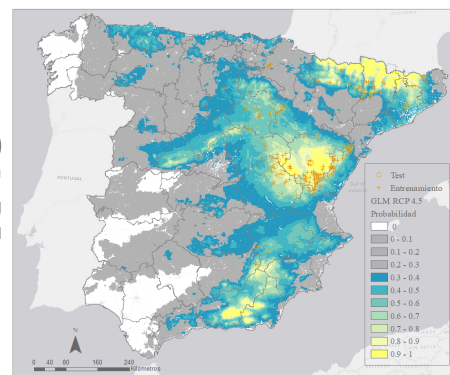 PORTUGAL
Test
Entrenamiento
GLM RCP 4.5
Probabilidad
0
0 - 0.1
0.1 - 0.2
0.2 - 0.3
0.3 - 0.4
0.4 - 0.5
0.5 - 0.6
0.6 - 0.7
0.7 - 0.8
0.8 - 0.9
0.9 - 1
N
0 40 80 160 240
Kilómetros